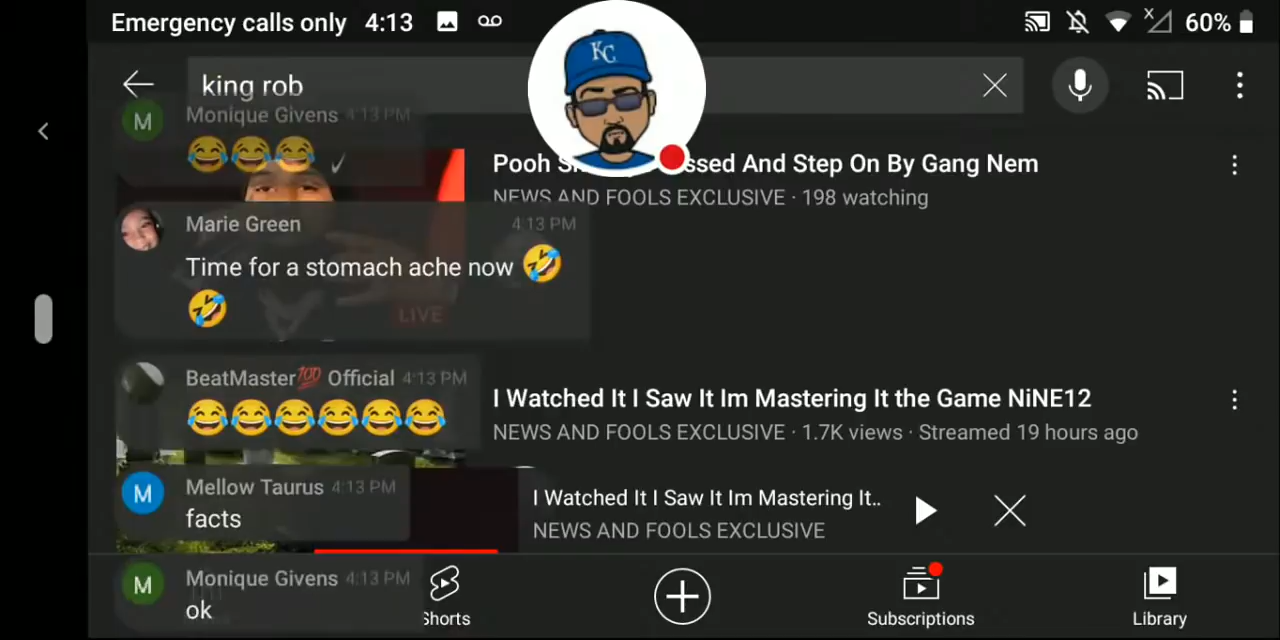 Emergency calls only 4:13 60%
king rob
Monique Givens 4:13 PM
😂😂😂
KC
Pooh ssed And Step On By Gang Nem
NEWS AND FOOLS EXCLUSIVE · 198 watching
Marie Green 4:13 PM
Time for a stomach ache now 🤣
🤣
LIVE
BeatMaster💯 Official 4:13 PM
😂😂😂😂😂😂
I Watched It I Saw It Im Mastering It the Game NiNE12
NEWS AND FOOLS EXCLUSIVE · 1.7K views · Streamed 19 hours ago
Mellow Taurus 4:13 PM
facts
I Watched It I Saw It Im Mastering It..
NEWS AND FOOLS EXCLUSIVE
Monique Givens 4:13 PM
ok
Shorts
Subscriptions
Library